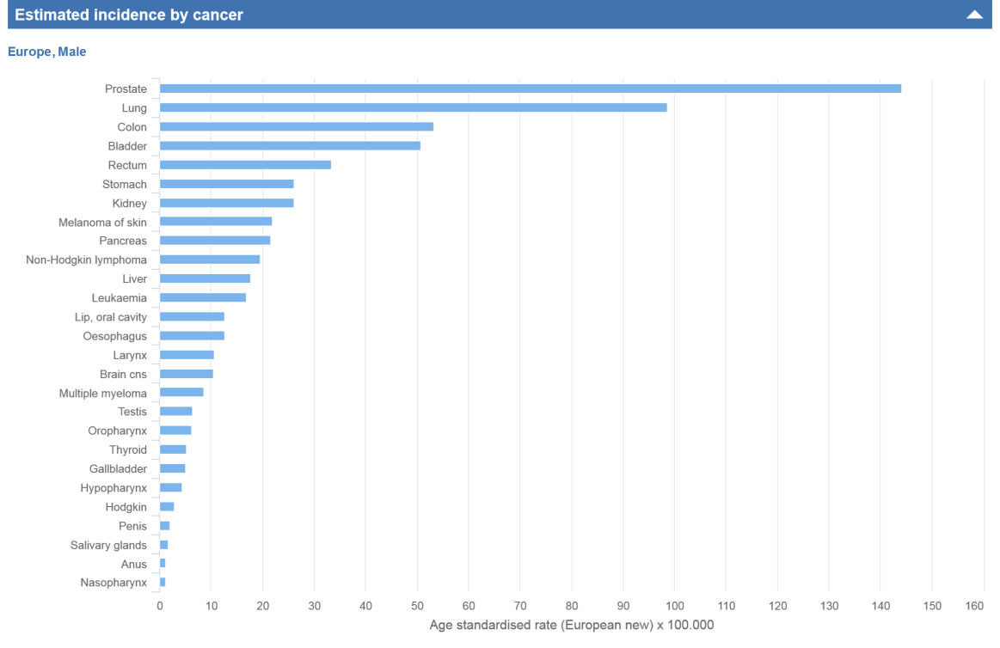 Estimated incidence by cancer
Europe, Male
Prostate
Lung
Colon
Bladder
Rectum
Stomach
Kidney
Melanoma of skin
Pancreas
Non-Hodgkin lymphoma
Liver
Leukaemia
Lip, oral cavity
Oesophagus
Larynx
Brain cns
Multiple myeloma
Testis
Oropharynx
Thyroid
Gallbladder
Hypopharynx
Hodgkin
Penis
Salivary glands
Anus
Nasopharynx
0 10 20 30 40 50 60 70 80 90 100 110 120 130 140 150 160
Age standardised rate (European new) x 100.000